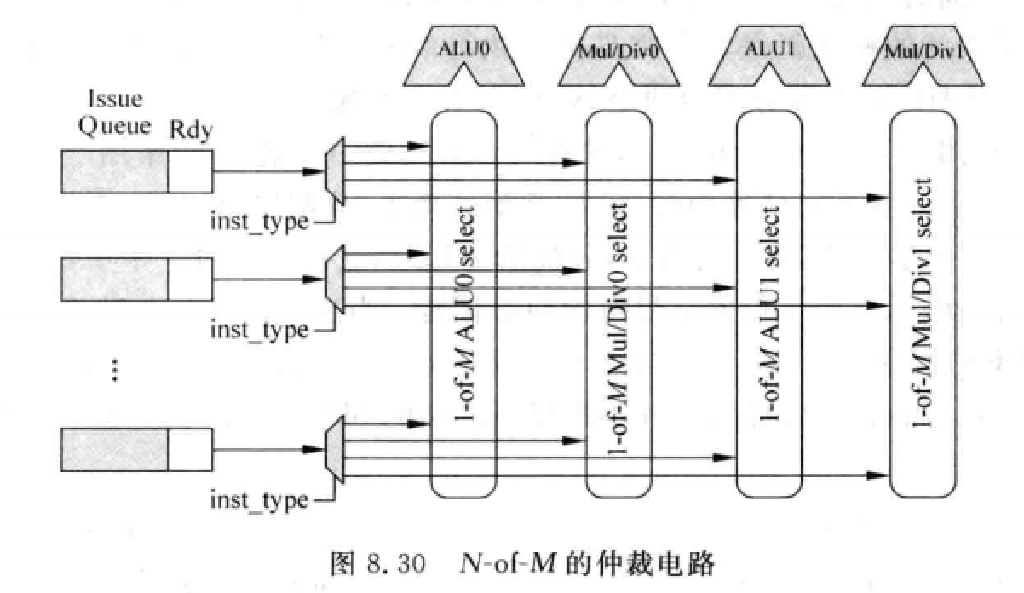 ALU0
Mul/Div0
ALU1
Mul/Div1
Issue
Queue
Rdy
inst_type
inst_type
⋮
inst_type
1-of-M ALU0 select
1-of-M Mul/Div0 select
1-of-M ALU1 select
1-of-M Mul/Div1 select
图 8.30 N-of-M 的仲裁电路